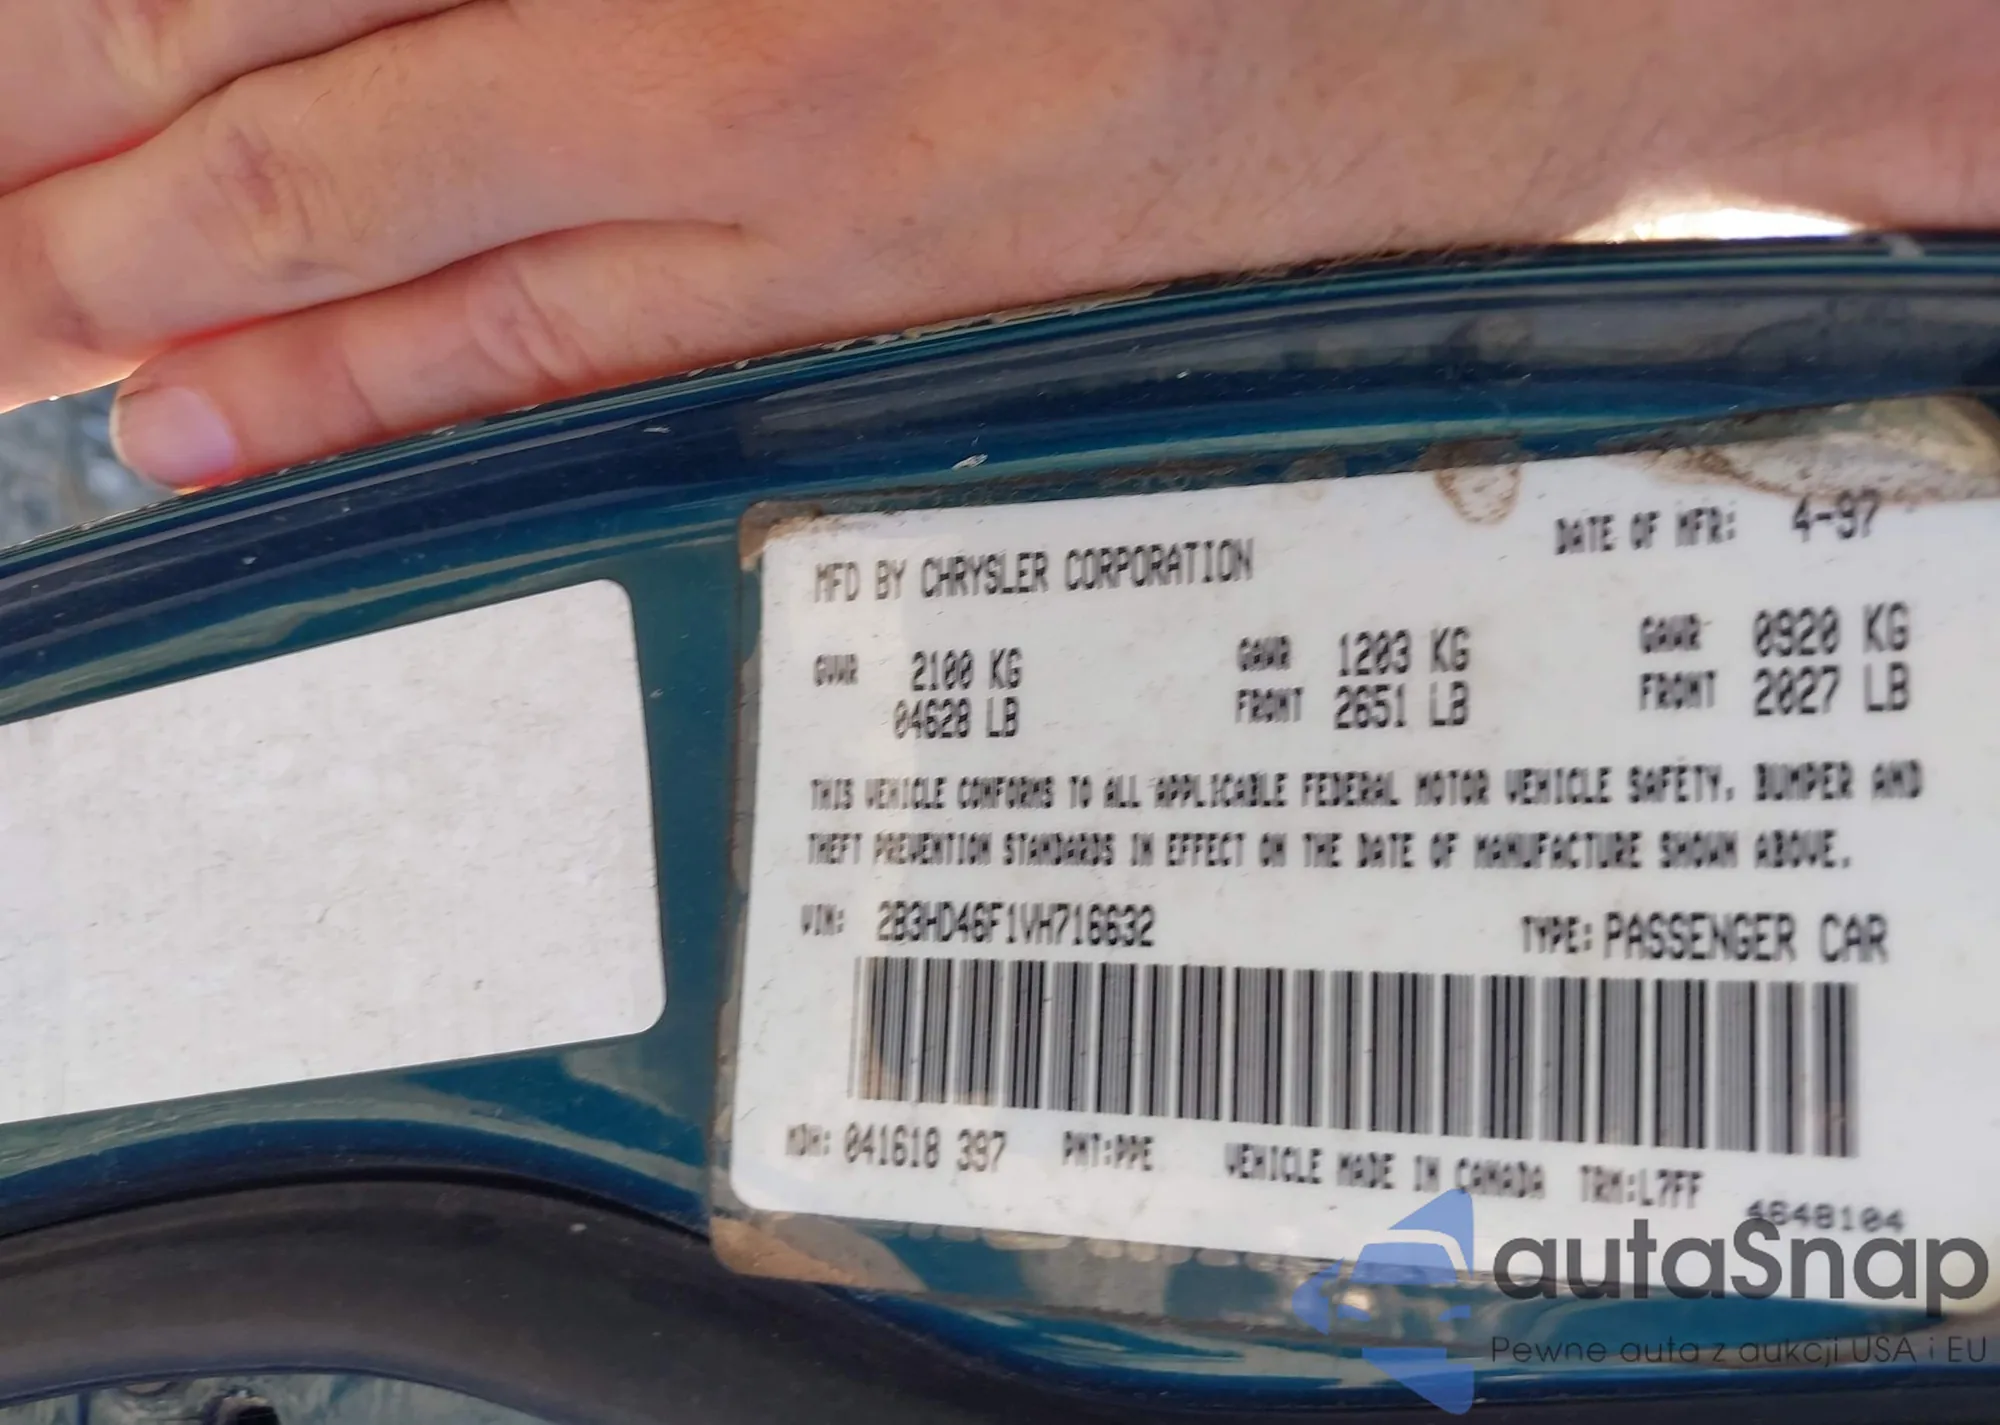 MFD BY CHRYSLER CORPORATION DATE OF MFR: 4-97
GVWR 2100 KG GAWR 1203 KG GAWR 0920 KG
04628 LB FRONT 2651 LB FRONT 2027 LB
THIS VEHICLE CONFORMS TO ALL APPLICABLE FEDERAL MOTOR VEHICLE SAFETY, BUMPER AND
THEFT PREVENTION STANDARDS IN EFFECT ON THE DATE OF MANUFACTURE SHOWN ABOVE.
VIN: 2B3HD46F1VH716632 TYPE: PASSENGER CAR
MDH: 041618 397 PNT:PPE VEHICLE MADE IN CANADA TRM:L7FF
4648104
autaSnap
Pewne auta z aukcji USA i EU